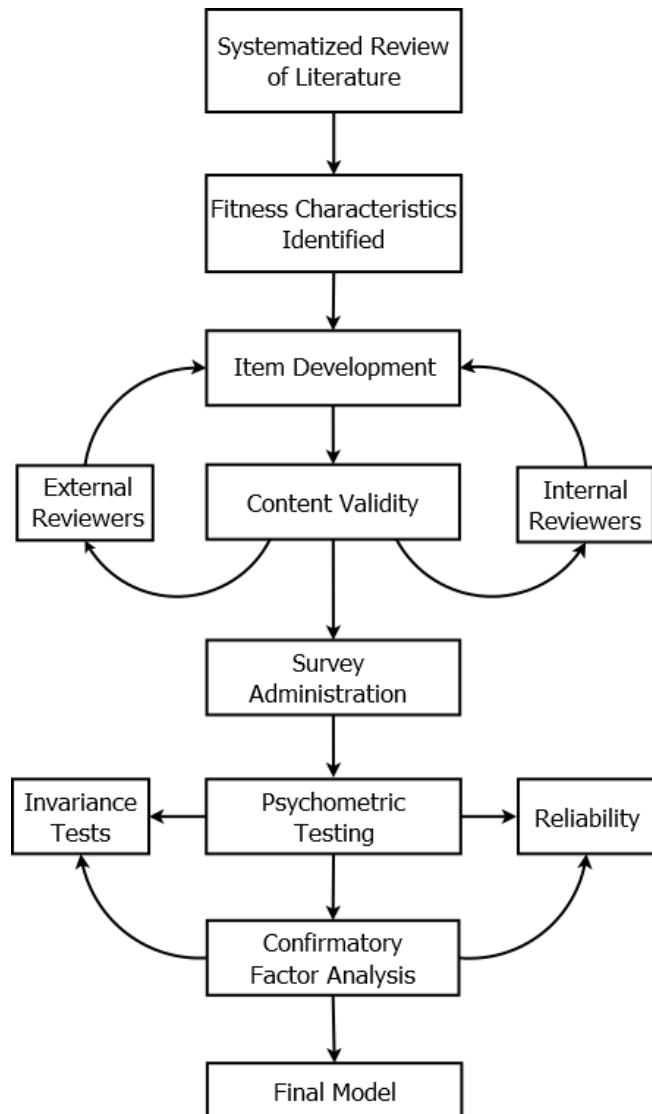 Systematized Review
of Literature
Fitness Characteristics
Identified
Item Development
External
Reviewers
Content Validity
Internal
Reviewers
Survey
Administration
Invariance
Tests
Psychometric
Testing
Reliability
Confirmatory
Factor Analysis
Final Model